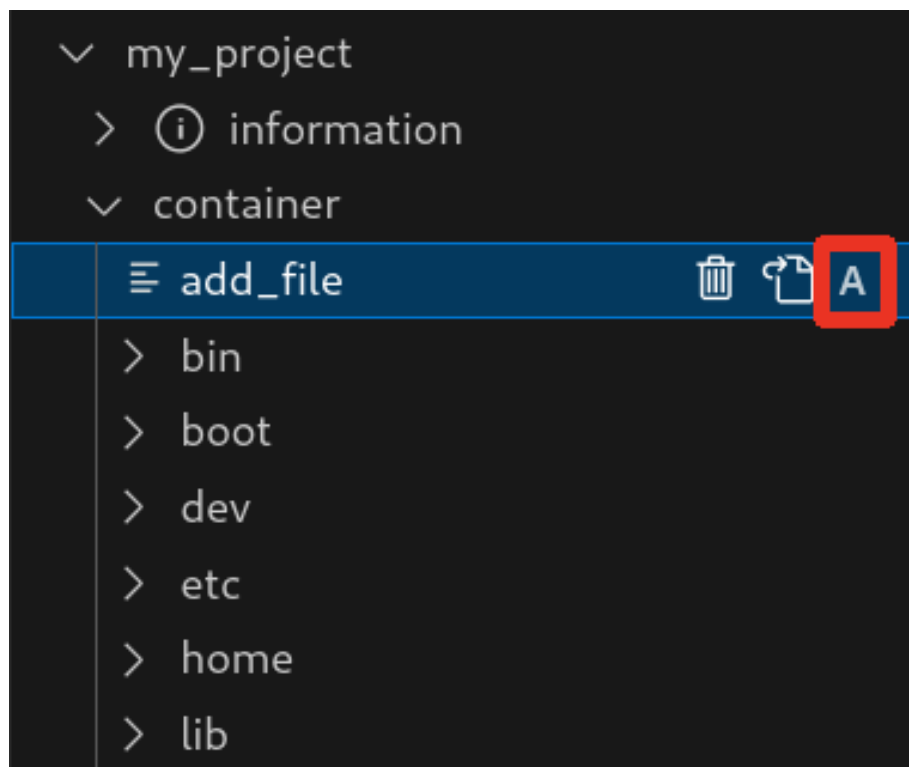 my_project
information
container
add_file A
bin
boot
dev
etc
home
lib